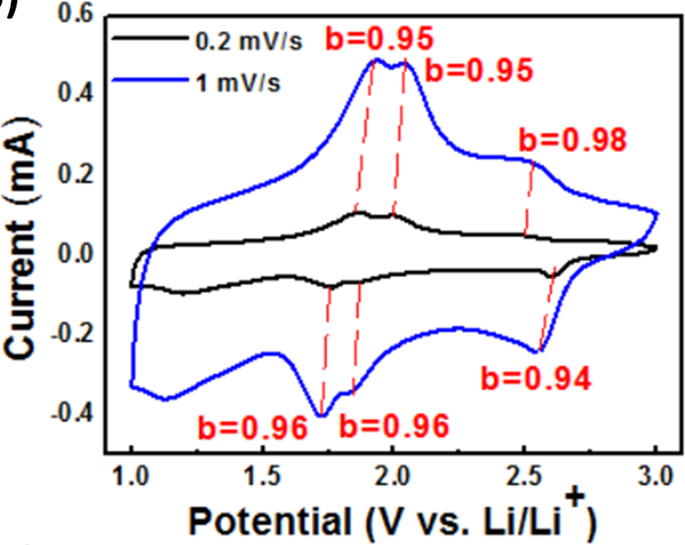 )
0.6
0.4
0.2
0.0
-0.2
-0.4
Current (mA)
0.2 mV/s
1 mV/s
b=0.95
b=0.95
b=0.98
b=0.94
b=0.96
b=0.96
1.0 1.5 2.0 2.5 3.0
Potential (V vs. Li/Li⁺)